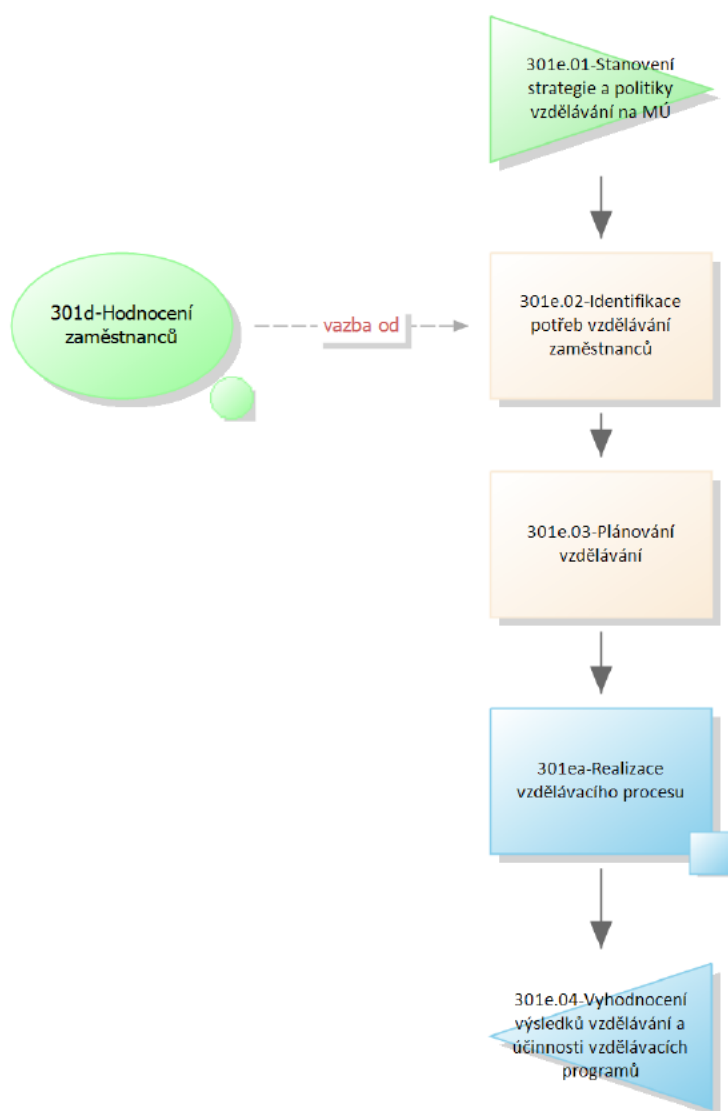 301e.01-Stanovení
strategie a politiky
vzdělávání na MÚ
301d-Hodnocení
zaměstnanců
vazba od
301e.02-Identifikace
potřeb vzdělávání
zaměstnanců
301e.03-Plánování
vzdělávání
301ea-Realizace
vzdělávacího procesu
301e.04-Vyhodnocení
výsledků vzdělávání a
účinnosti vzdělávacích
programů